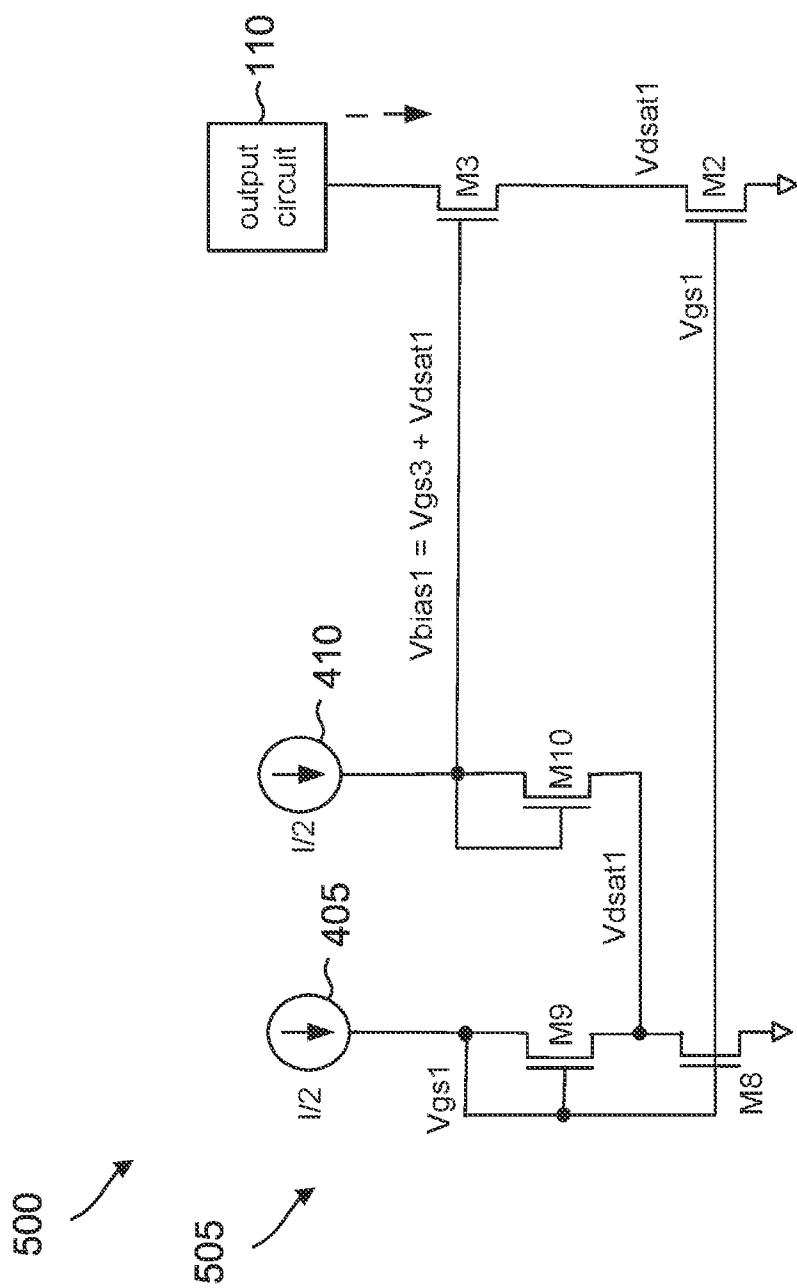 500
505
I/2
405
I/2
410
output
circuit
110
I
Vgs1
M9
M8
Vdsat1
M10
Vbias1 = Vgs3 + Vdsat1
M3
Vdsat1
Vgs1
M2